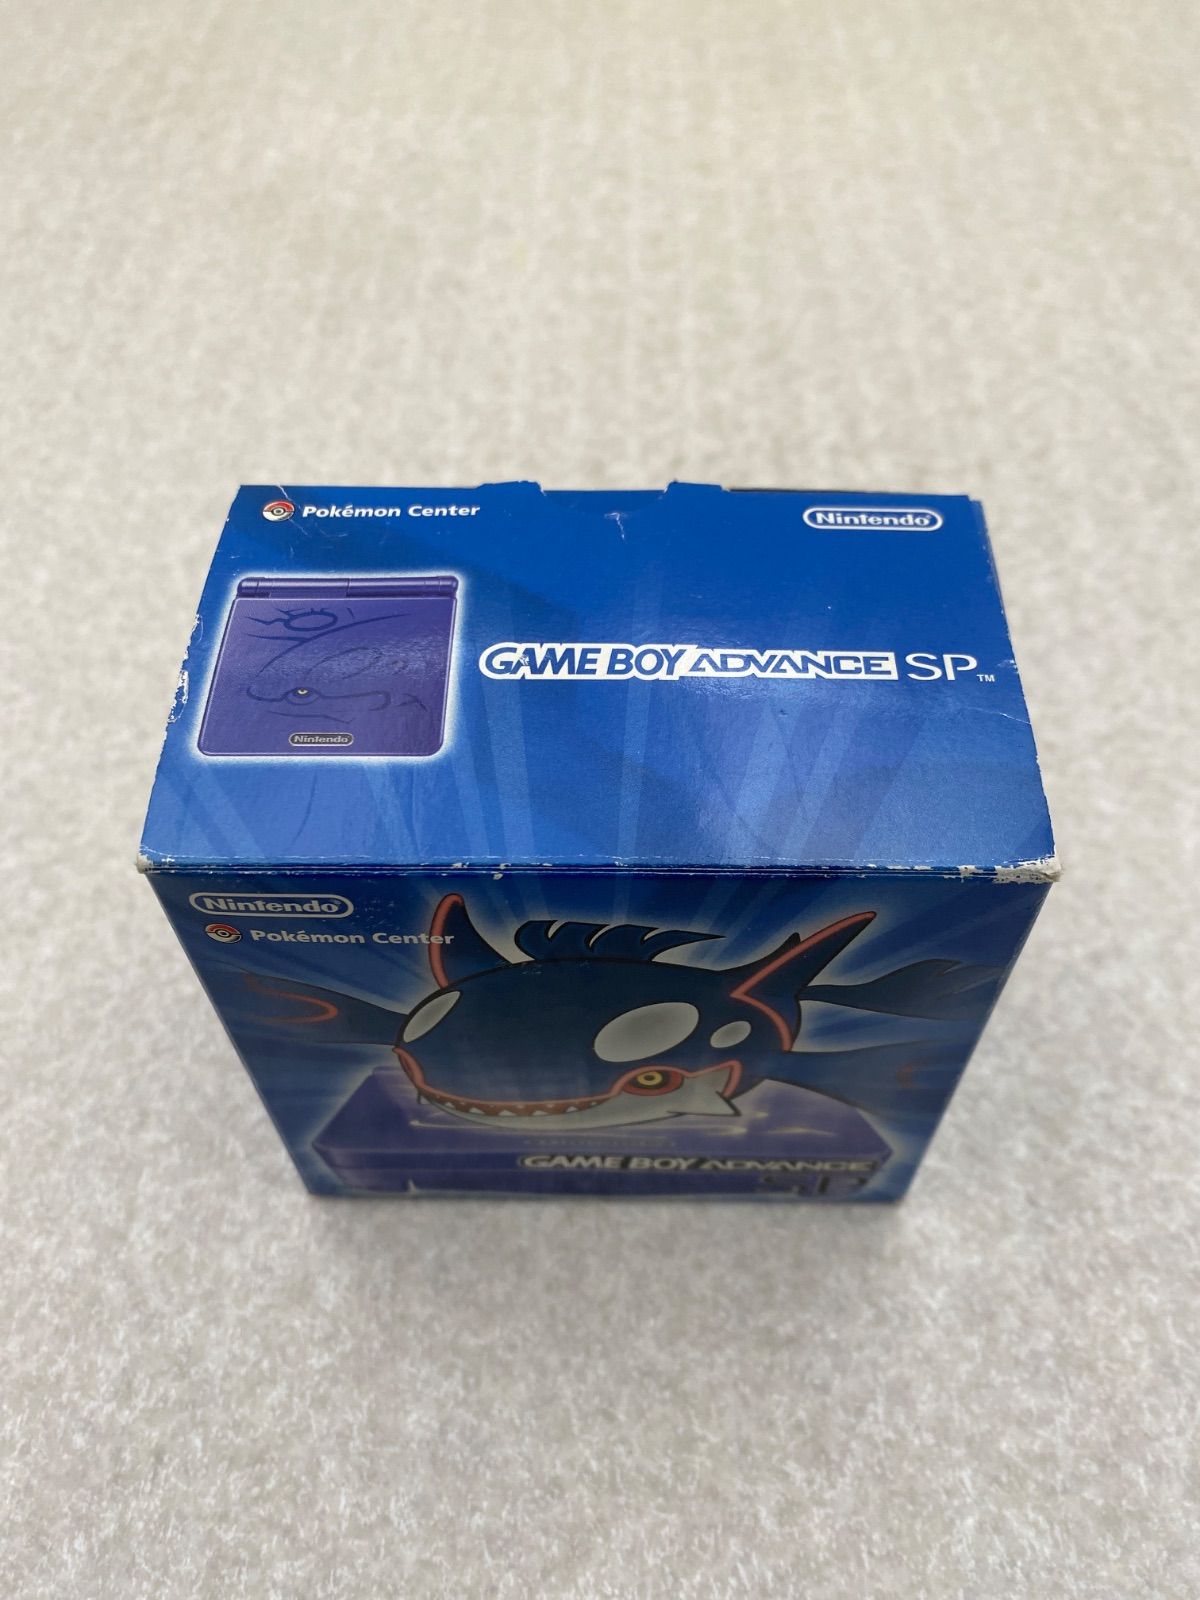 Pokémon Center
Nintendo
GAME BOY ADVANCE SP™
Nintendo
Nintendo
Pokémon Center
GAME BOY ADVANCE
SP